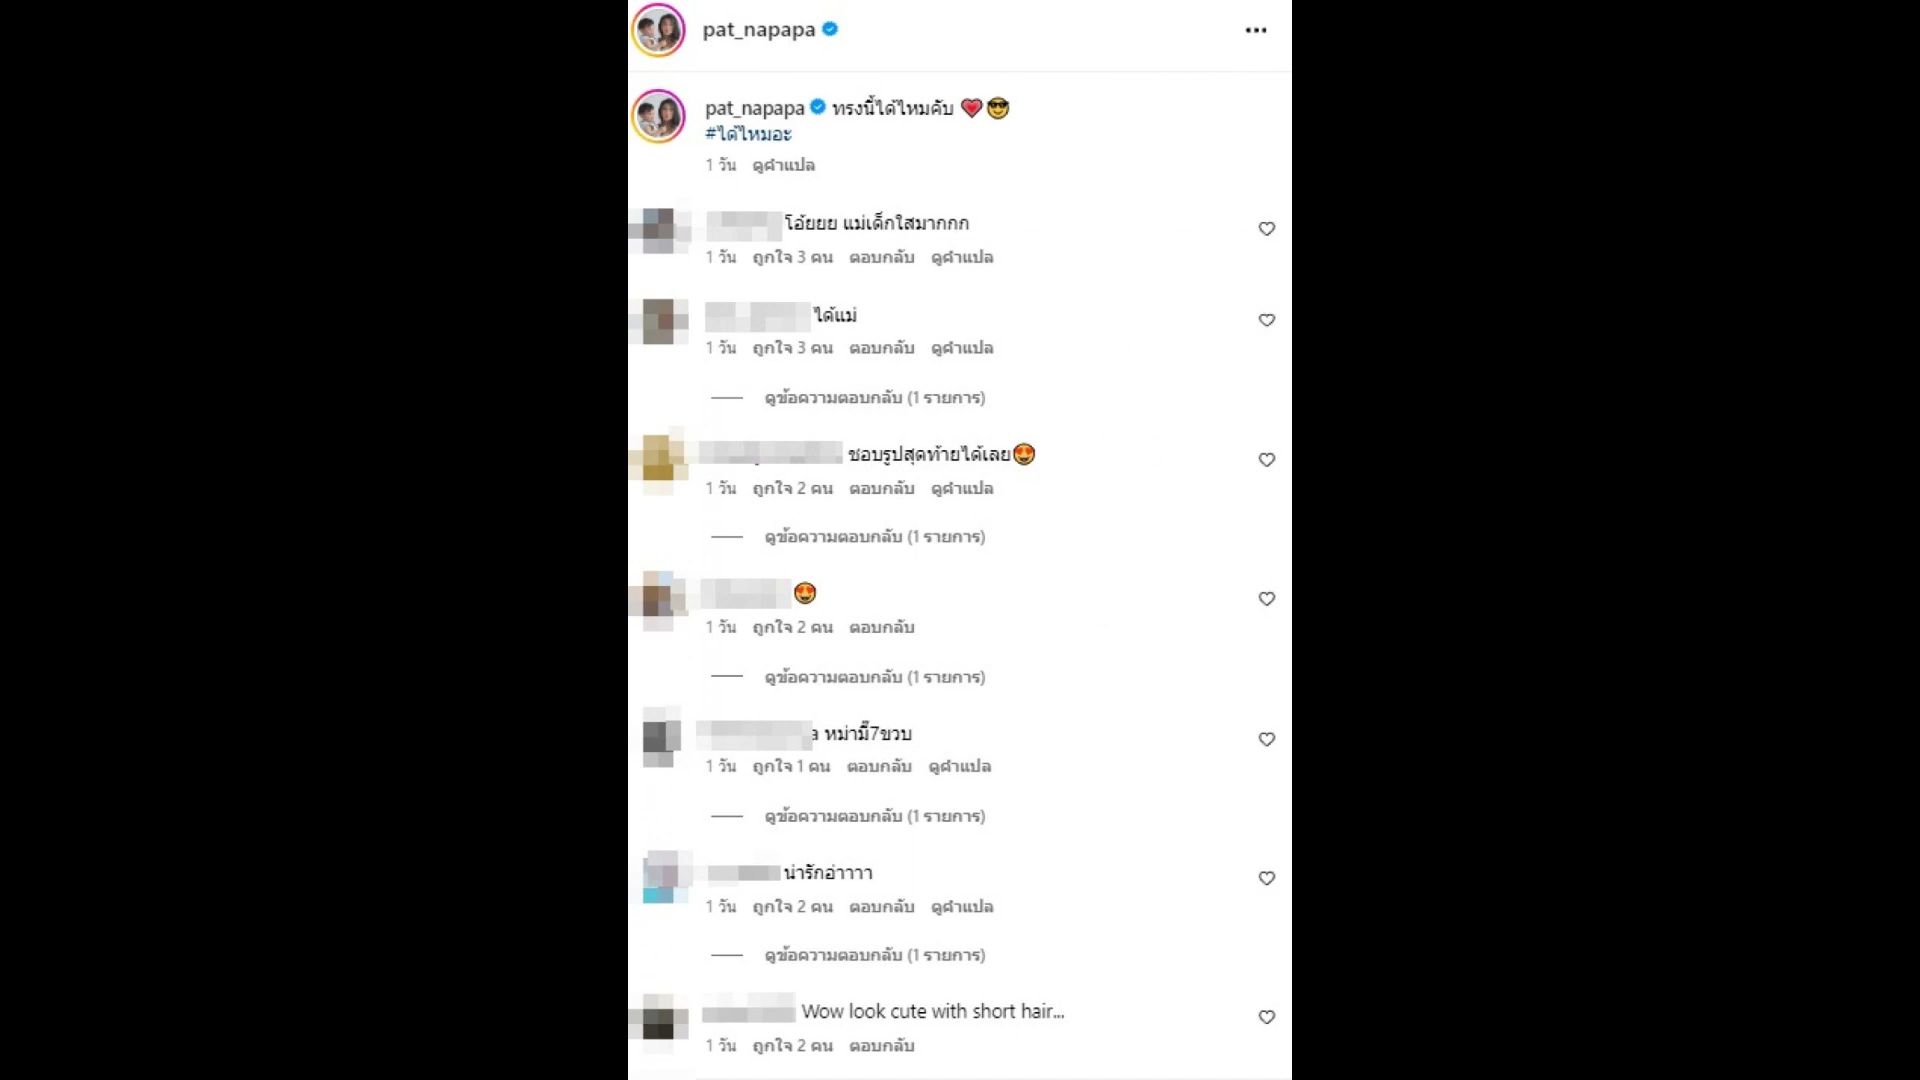 pat_napapa
pat_napapa ทรงนี้ได้ไหมคับ
#ได้ไหมอะ
1 วัน ดูคำแปล
โอ้ยยย แม่เด็กใสมากกก
1 วัน ถูกใจ 3 คน ตอบกลับ ดูคำแปล
ได้แม่
1 วัน ถูกใจ 3 คน ตอบกลับ ดูคำแปล
ดูข้อความตอบกลับ (1 รายการ)
ชอบรูปสุดท้ายได้เลย
1 วัน ถูกใจ 2 คน ตอบกลับ ดูคำแปล
ดูข้อความตอบกลับ (1 รายการ)
1 วัน ถูกใจ 2 คน ตอบกลับ
ดูข้อความตอบกลับ (1 รายการ)
หม่ามี๊7ขวบ
1 วัน ถูกใจ 1 คน ตอบกลับ ดูคำแปล
ดูข้อความตอบกลับ (1 รายการ)
น่ารักอ่าาาา
1 วัน ถูกใจ 2 คน ตอบกลับ ดูคำแปล
ดูข้อความตอบกลับ (1 รายการ)
Wow look cute with short hair...
1 วัน ถูกใจ 2 คน ตอบกลับ